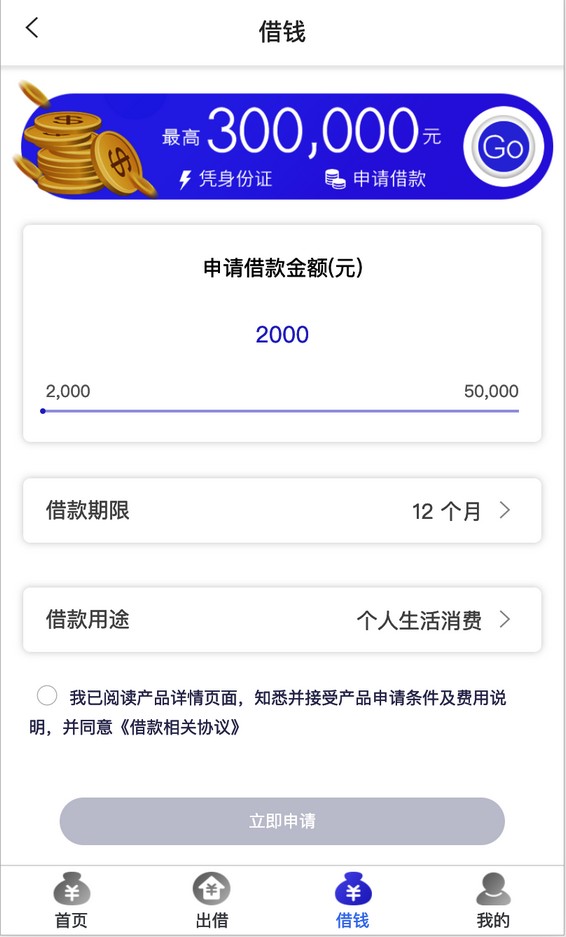 借钱
最高 300,000元
凭身份证 申请借款
Go
申请借款金额(元)
2000
2,000 50,000
借款期限 12 个月
借款用途 个人生活消费
我已阅读产品详情页面，知悉并接受产品申请条件及费用说
明，并同意《借款相关协议》
立即申请
首页 出借 借钱 我的